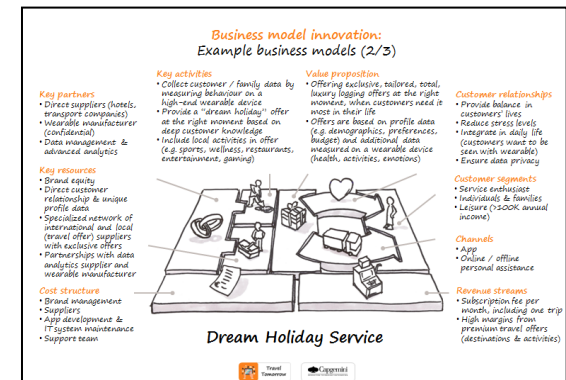 Business model innovation:
Example business models (2/3)
Key partners
• Direct suppliers (hotels,
transport companies)
• Wearable manufacturer
(confidential)
• Data management &
advanced analytics
Key resources
• Brand equity
• Direct customer
relationship & unique
profile data
• Specialized network of
international and local
(travel offer) suppliers
with exclusive offers
• Partnerships with data
analytics supplier and
wearable manufacturer
Cost structure
• Brand management
• Suppliers
• App development &
IT system maintenance
• Support team
Key activities
• Collect customer / family data by
measuring behaviour on a
high-end wearable device
• Provide a "dream holiday" offer
at the right moment based on
deep customer knowledge
• Include local activities in offer
(e.g. sports, wellness, restaurants,
entertainment, gaming)
Value proposition
• Offering exclusive, tailored, total,
luxury logging offers at the right
moment, when customers need it
most in their life
• Offers are based on profile data
(e.g. demographics, preferences,
budget) and additional data
measured on a wearable device
(health, activities, emotions)
Customer relationships
• Provide balance in
customers' lives
• Reduce stress levels
• Integrate in daily life
(customers want to be
seen with wearable)
• Ensure data privacy
Customer segments
• Service enthusiast
• Individuals & families
• Leisure (>100K annual
income)
Channels
• App
• Online / offline
personal assistance
Revenue streams
• Subscription fee per
month, including one trip
• High margins from
premium travel offers
(destinations & activities)
Dream Holiday Service
Travel
Tomorrow
Capgemini